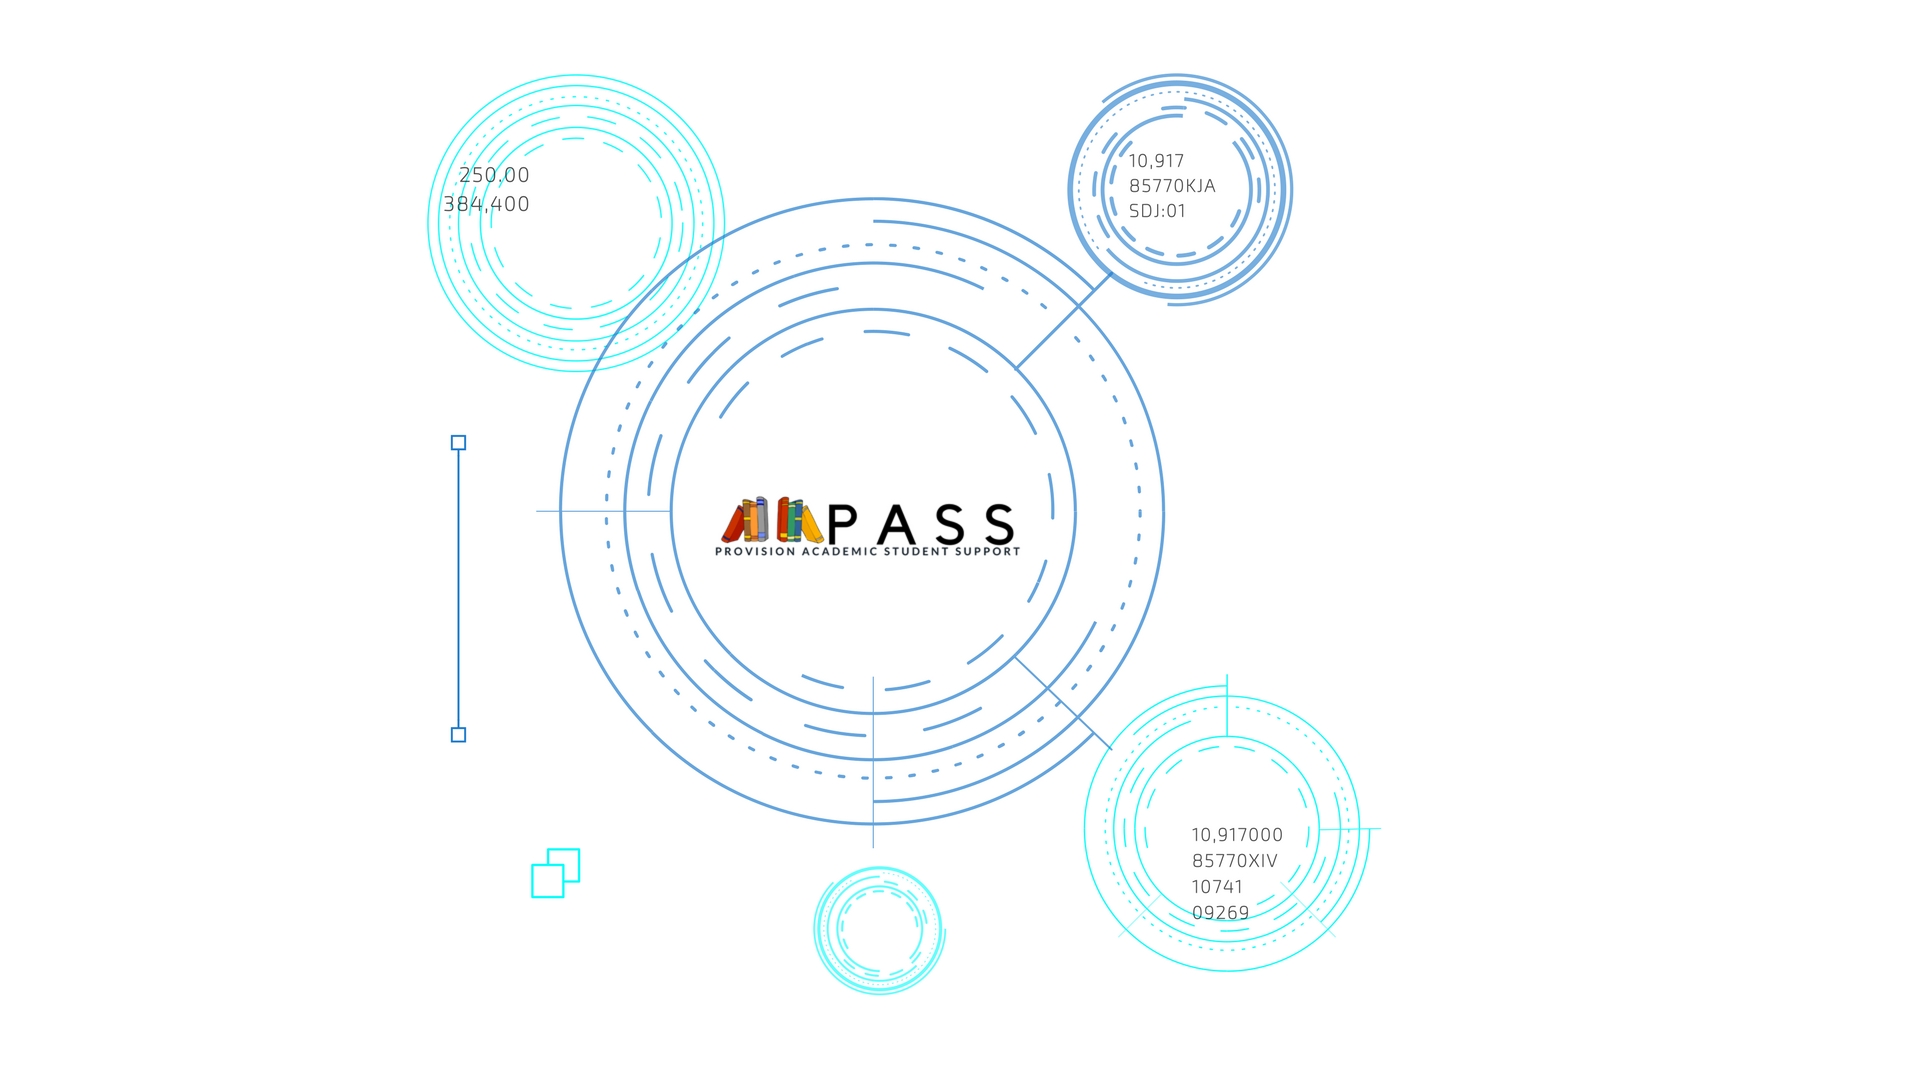 250.00
384,400
10,917
85770KJA
SDJ:01
PASS
PROVISION ACADEMIC STUDENT SUPPORT
10,917000
85770XIV
10741
09269